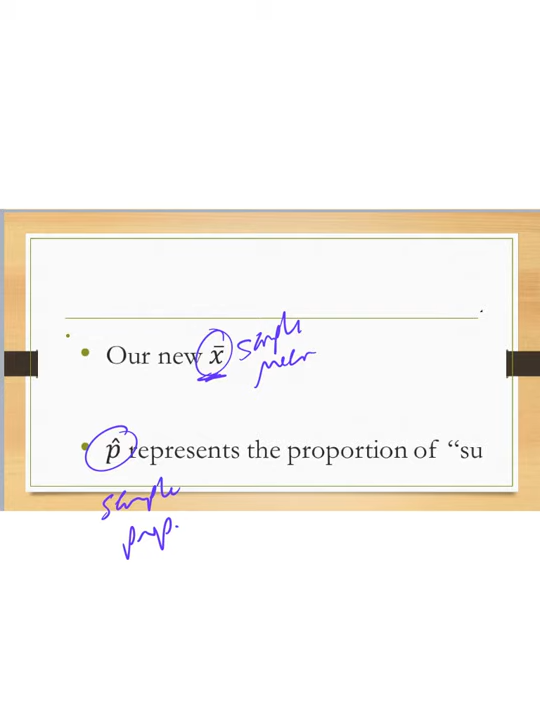 • Our new x̄ sample
mean
• p̂ represents the proportion of “su
sample
prop.